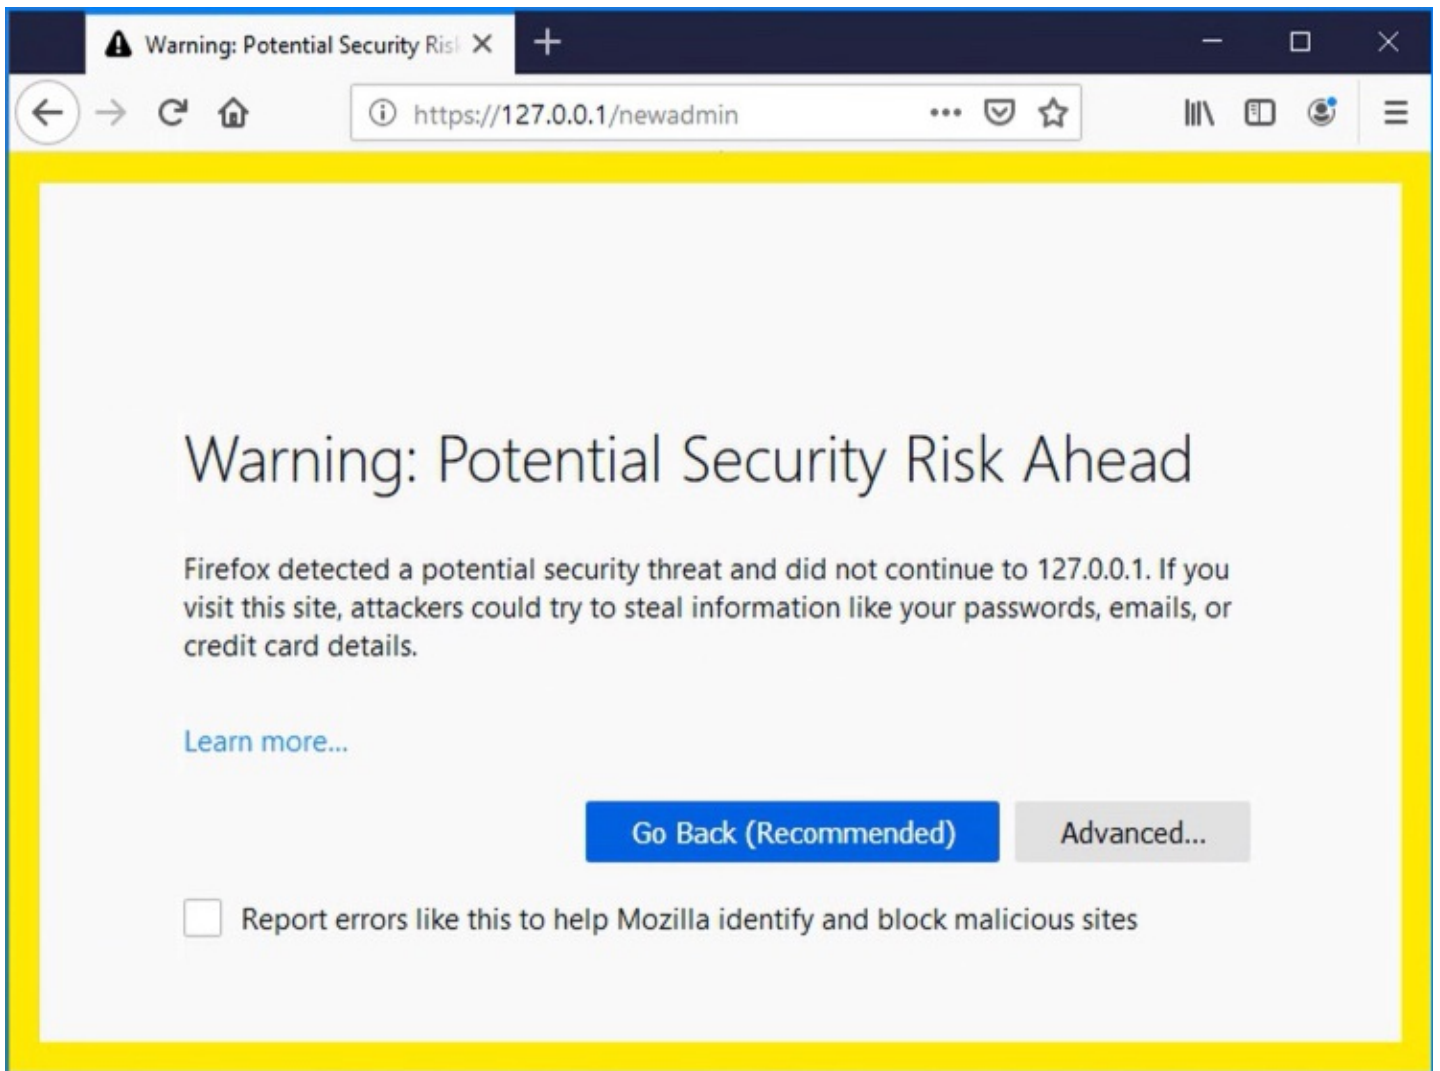 Warning: Potential Security Ris
https://127.0.0.1/newadmin
Warning: Potential Security Risk Ahead
Firefox detected a potential security threat and did not continue to 127.0.0.1. If you
visit this site, attackers could try to steal information like your passwords, emails, or
credit card details.
Learn more...
Go Back (Recommended)
Advanced...
Report errors like this to help Mozilla identify and block malicious sites